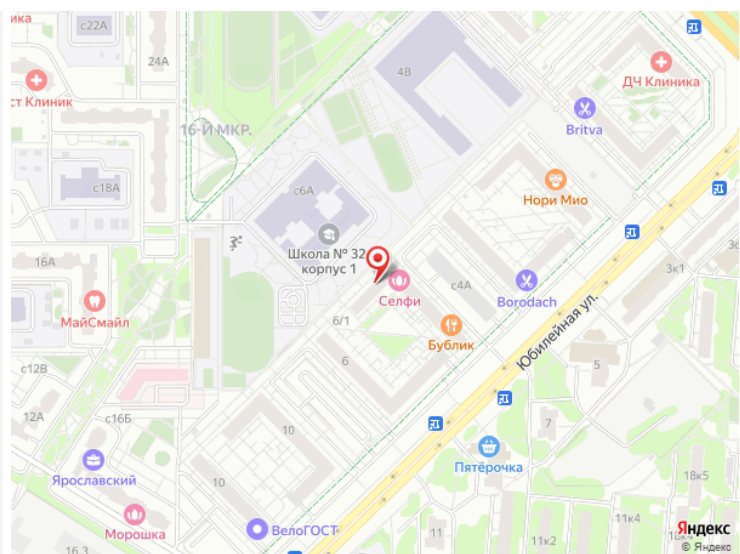 с22А
ника
24А
4В
ДЧ Клиника
ст Клиник
Britva
16-Й МКР.
с18А
с6А
Нори Мио
Школа № 32
корпус 1
16А
3к1
с4А
Селфи
Borodach
МайСмайл
6/1
Бублик
Юбилейная ул.
6
5
с12В
12А
с16Б
10
7
Пятёрочка
Ярославский
10
18к5
Морошка
ВелоГОСТ
11
11к4
16.3
11к2
18к4
Яндекс
© Яндекс